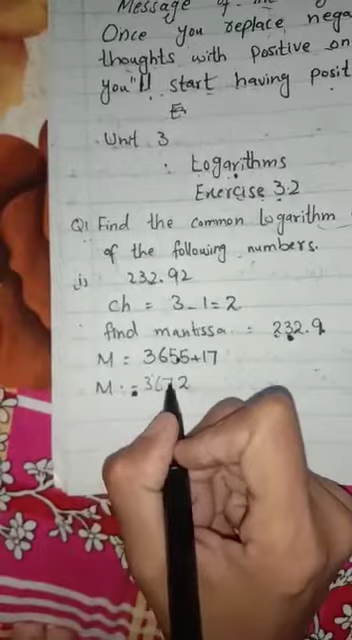 Message of the
Once you replace nega
thoughts with positive on
you'll start having posit
Unit 3
: Logarithms
Exercise 3.2
Q1 Find the common Logarithm
of the following numbers.
i) 232.92
ch = 3-1=2
find mantissa = 232.9
M = 3655+17
M = .3672